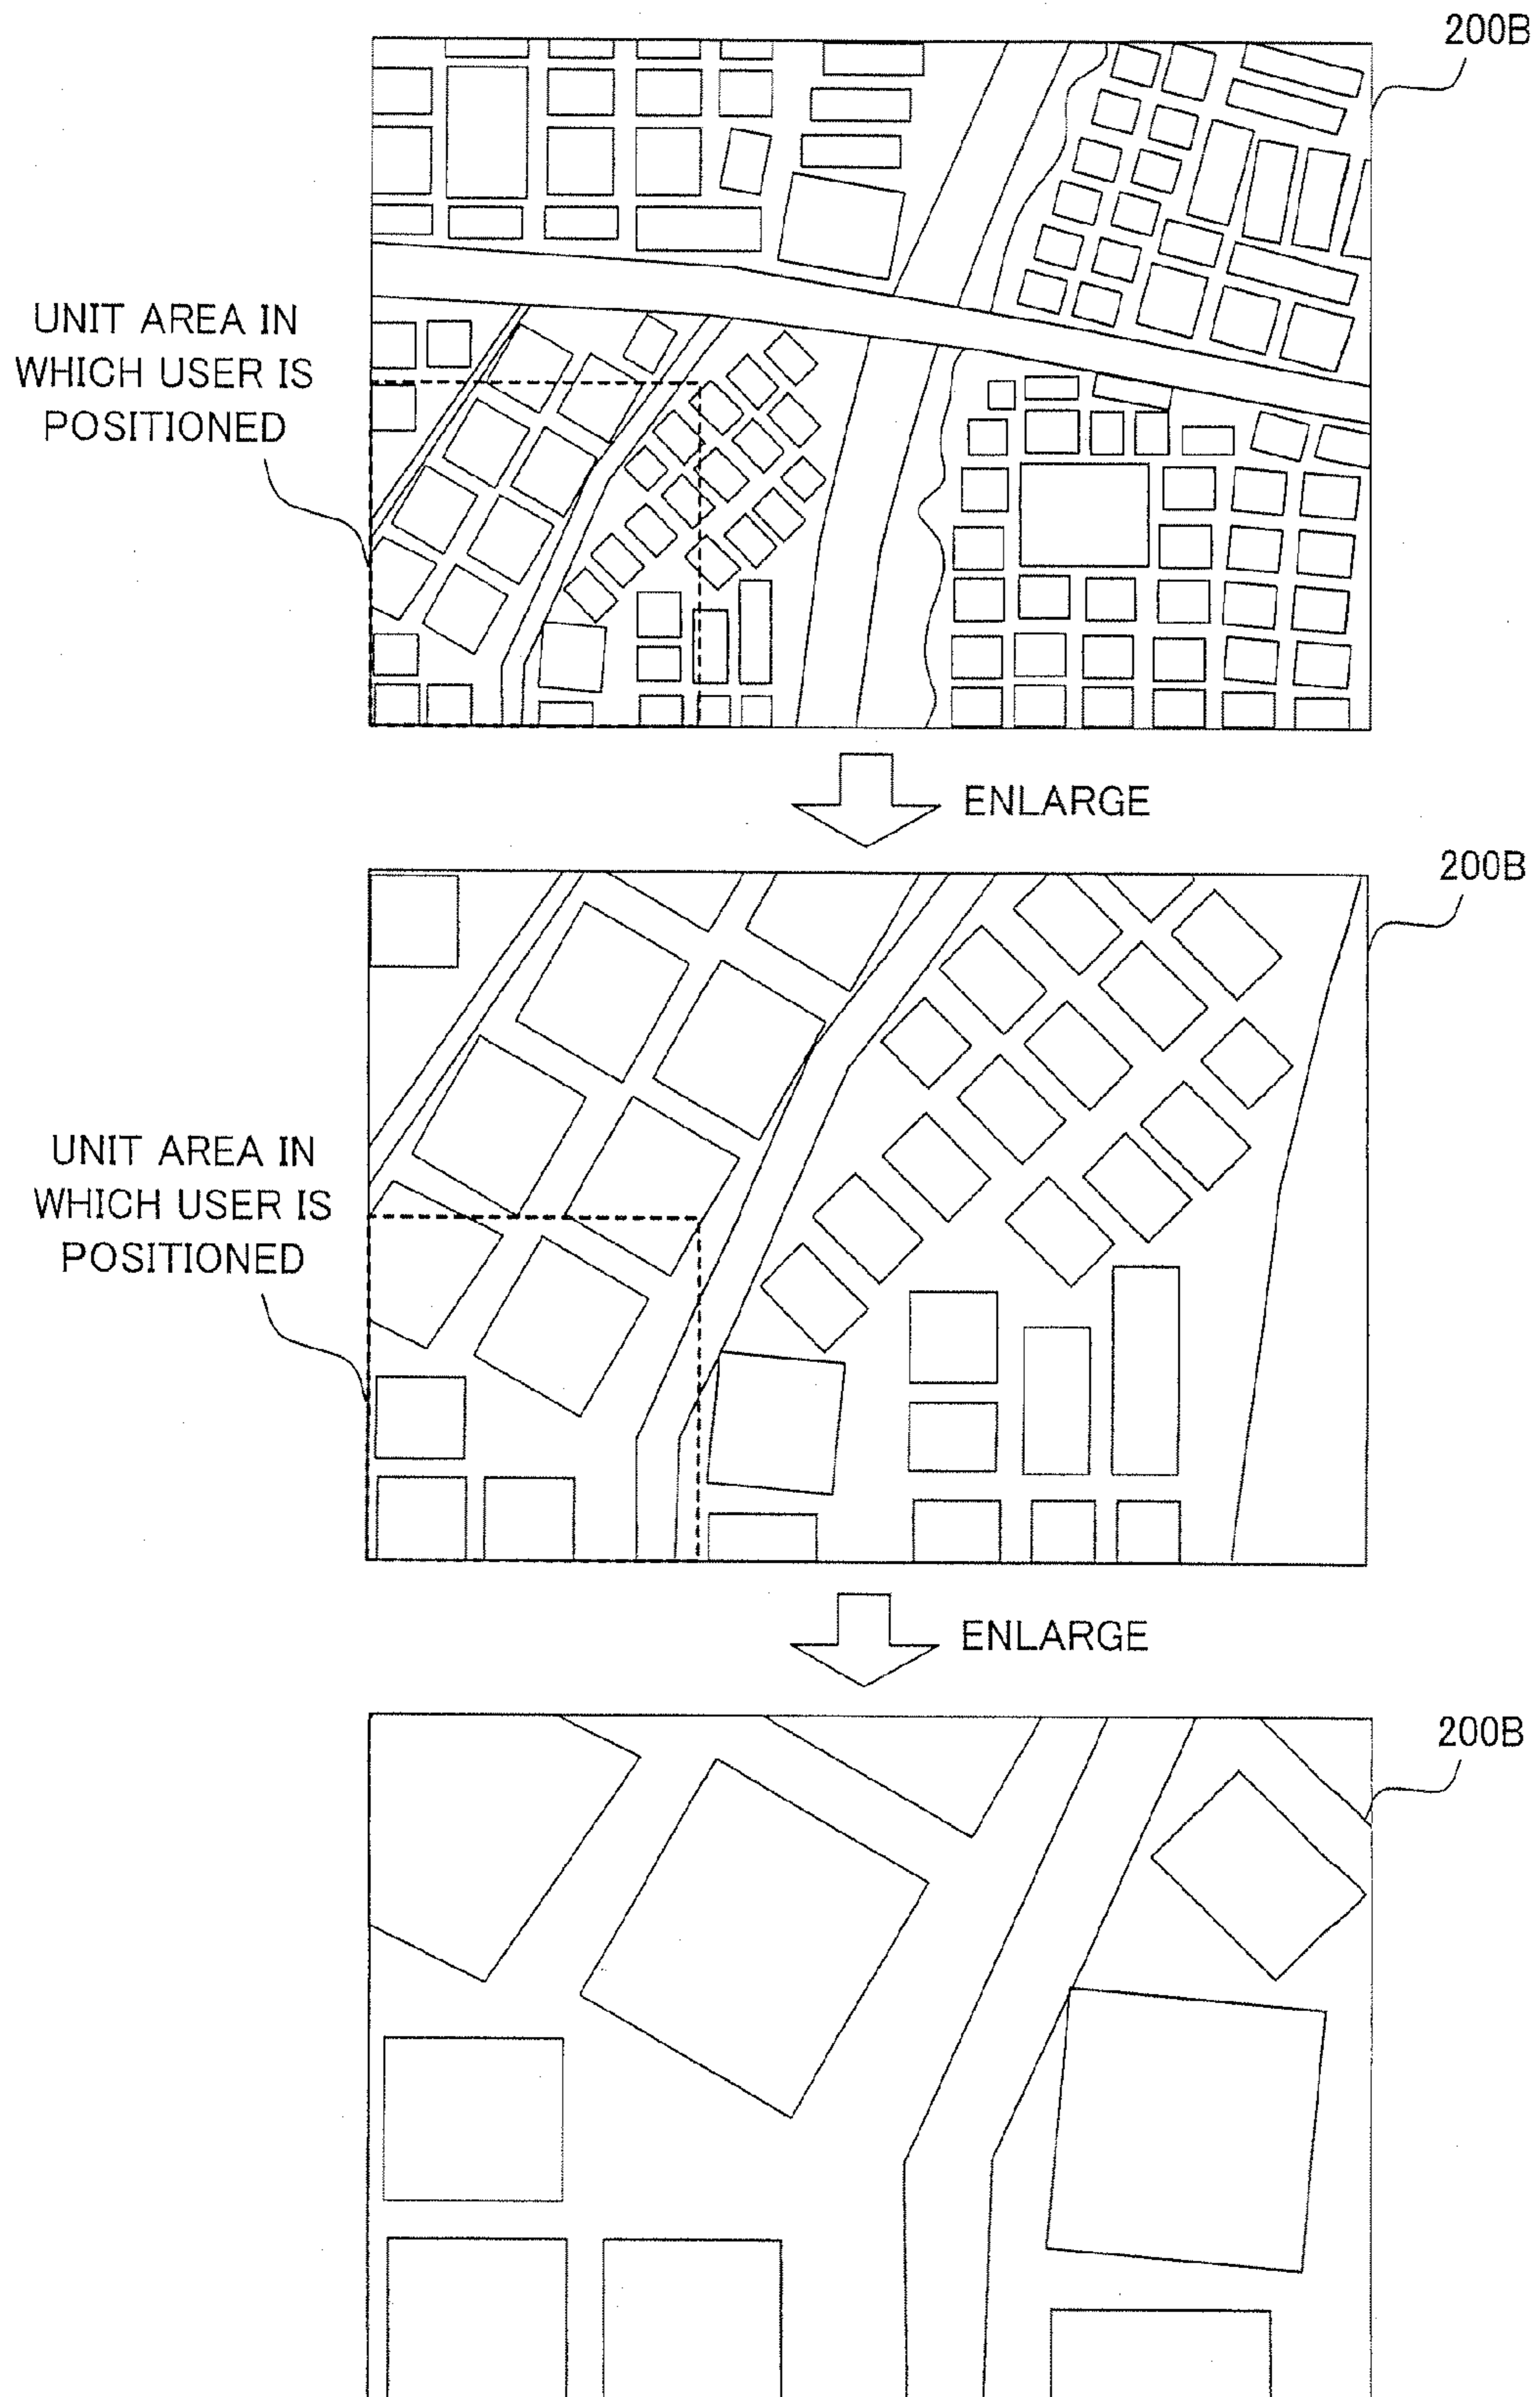 200B
UNIT AREA IN
WHICH USER IS
POSITIONED
ENLARGE
200B
UNIT AREA IN
WHICH USER IS
POSITIONED
ENLARGE
200B